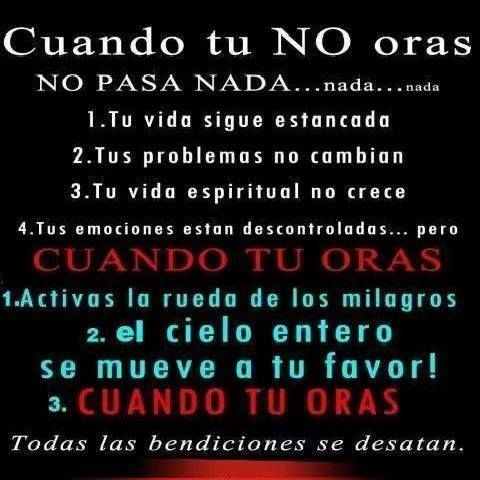 Cuando tu NO oras
NO PASA NADA...nada...nada
1.Tu vida sigue estancada
2.Tus problemas no cambian
3.Tu vida espiritual no crece
4.Tus emociones estan descontroladas... pero
CUANDO TU ORAS
1.Activas la rueda de los milagros
2. el cielo entero
se mueve a tu favor!
3. CUANDO TU ORAS
Todas las bendiciones se desatan.